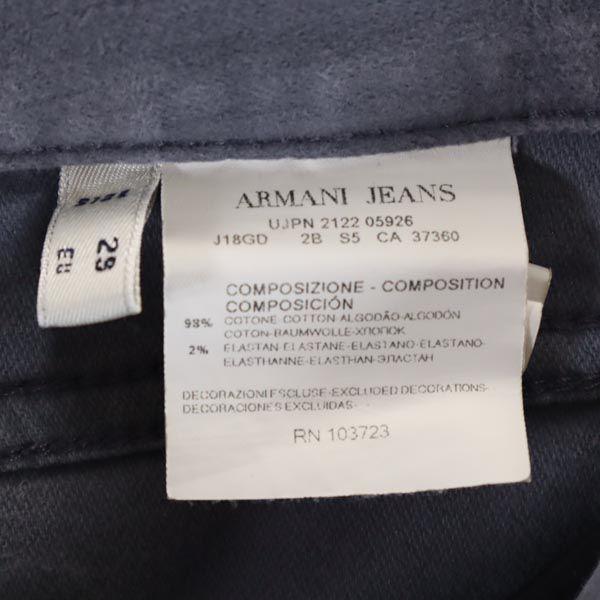 ARMANI JEANS
UJPN 2122 05926
J18GD 2B S5 CA 37360
COMPOSIZIONE - COMPOSITION
COMPOSICIÓN
98% COTONE-COTTON-ALGODÃO-ALGODÓN
COTON-BAUMWOLLE-ХЛОПОК
2% ELASTAN-ELASTANE-ELASTANO-ELASTANO-
ELASTHANNE-ELASTHAN-ЭЛАСТАН
DECORAZIONI ESCLUSE-EXCLUDED DECORATIONS-
DECORACIONES EXCLUIDAS-
RN 103723
SIZE
29
EU